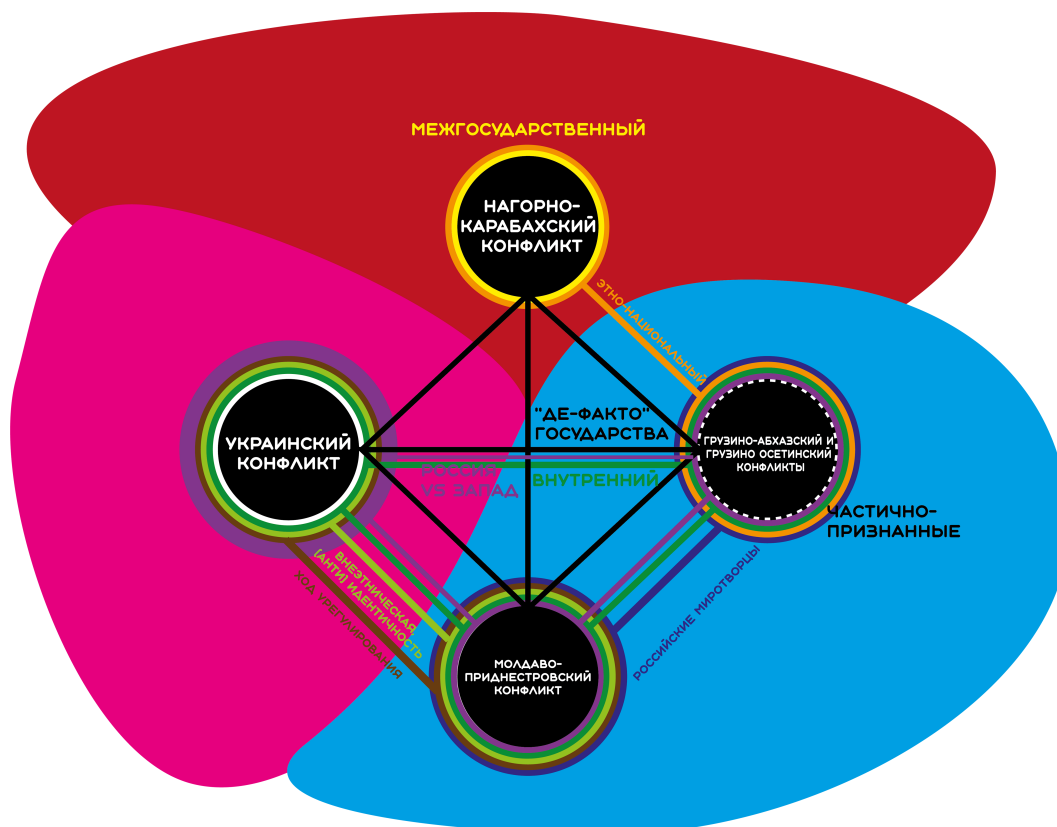 МЕЖГОСУДАРСТВЕННЫЙ
НАГОРНО-
КАРАБАХСКИЙ
КОНФЛИКТ
ЭТНО-НАЦИОНАЛЬНЫЙ
"ДЕ-ФАКТО"
ГОСУДАРСТВА
УКРАИНСКИЙ
КОНФЛИКТ
ГРУЗИНО-АБХАЗСКИЙ И
ГРУЗИНО ОСЕТИНСКИЙ
КОНФЛИКТЫ
РОССИЯ
VS ЗАПАД
ВНУТРЕННИЙ
ЧАСТИЧНО-
ПРИЗНАННЫЕ
ВНЕЭТНИЧЕСКАЯ,
(АНТИ) ИДЕНТИЧНОСТЬ
ХОД УРЕГУЛИРОВАНИЯ
РОССИЙСКИЕ МИРОТВОРЦЫ
МОЛДАВО-
ПРИДНЕСТРОВСКИЙ
КОНФЛИКТ